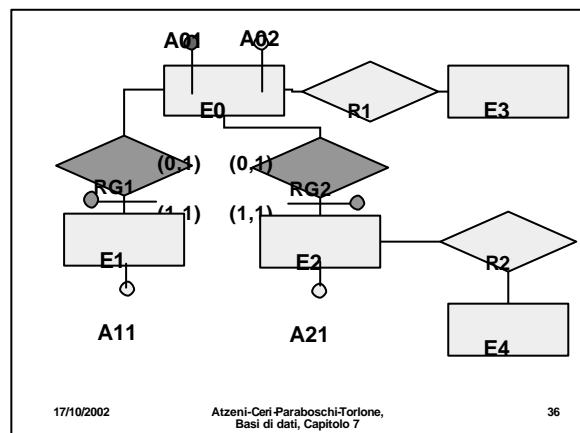 A01 A02
E0 R1 E3
(0,1) (0,1)
RG1 RG2
(1,1) (1,1)
E1 E2 R2
A11 A21 E4
17/10/2002 Atzeni-Ceri-Paraboschi-Torlone, 36
Basi di dati, Capitolo 7